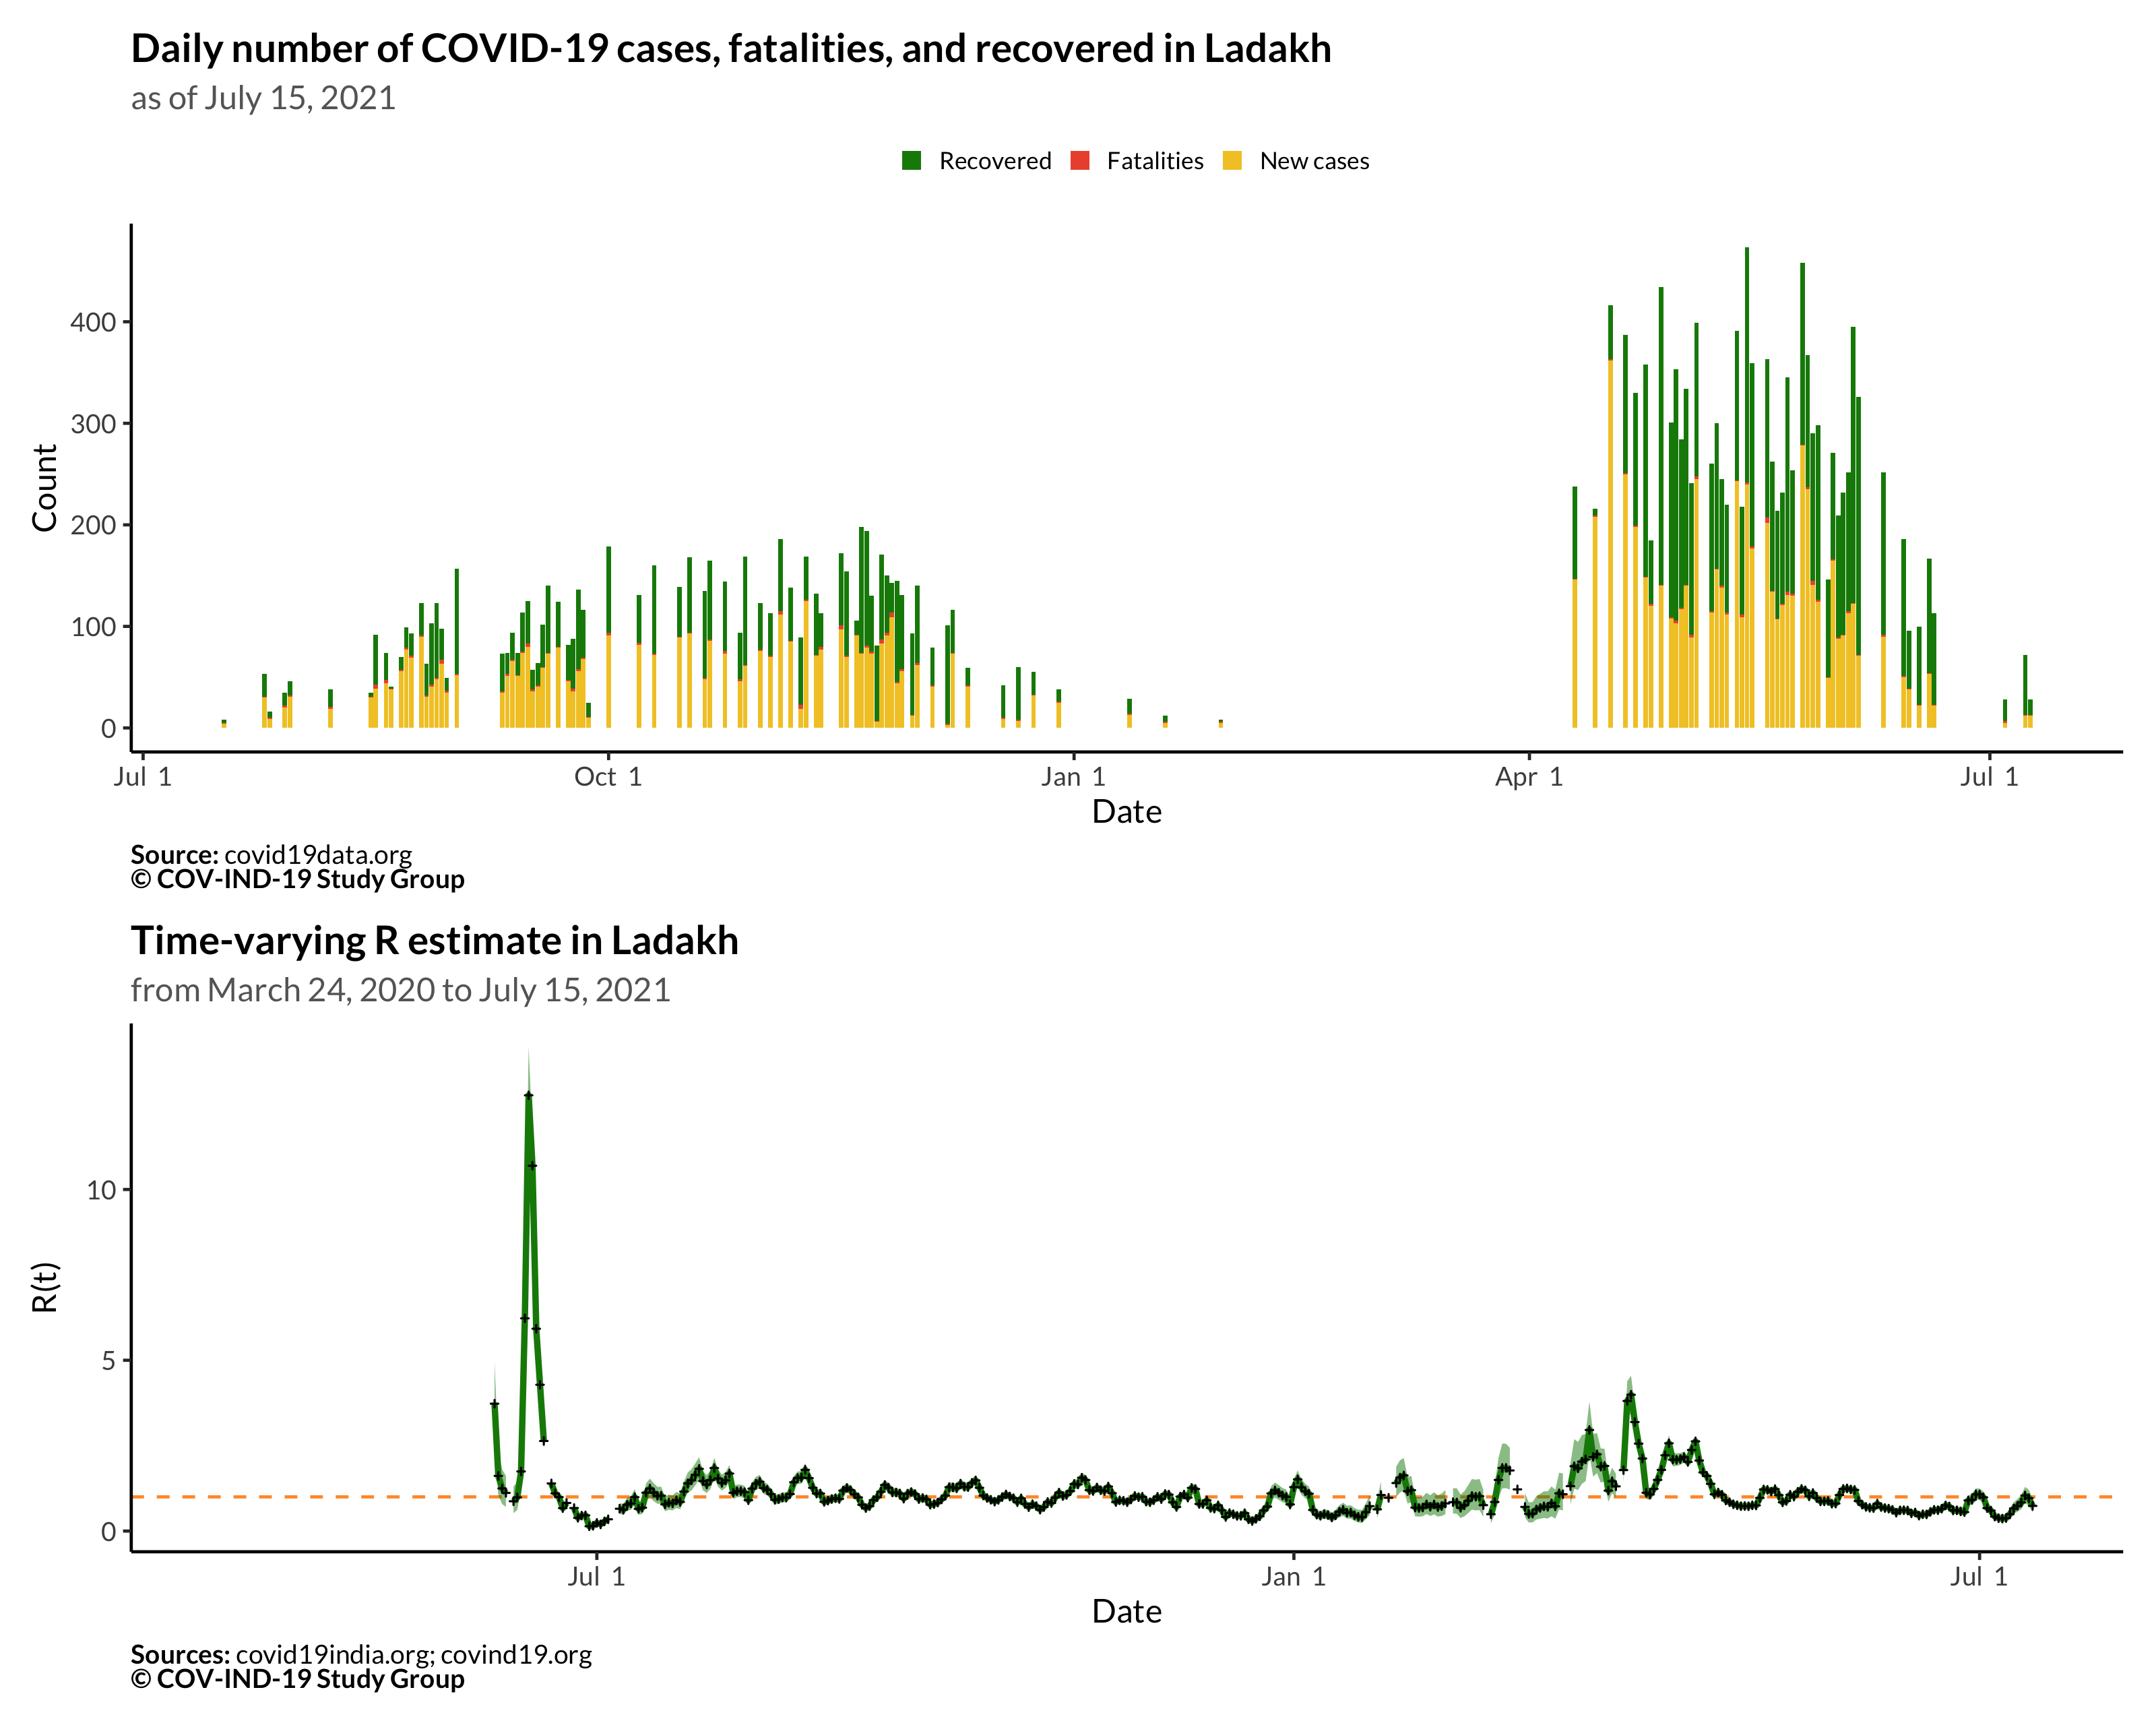 Daily number of COVID-19 cases, fatalities, and recovered in Ladakh
as of July 15, 2021
Recovered Fatalities New cases
400
300
200
100
0
Count
Jul 1 Oct 1 Jan 1 Apr 1 Jul 1
Date
Source: covid19data.org
© COV-IND-19 Study Group
Time-varying R estimate in Ladakh
from March 24, 2020 to July 15, 2021
10
5
0
R(t)
Jul 1 Jan 1 Jul 1
Date
Sources: covid19india.org; covind19.org
© COV-IND-19 Study Group